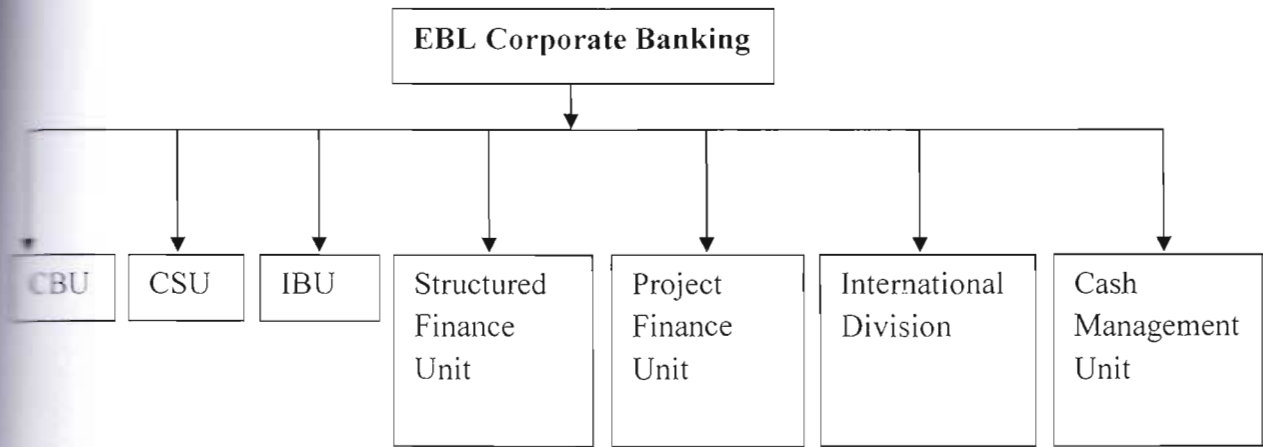 EBL Corporate Banking
CBU
CSU
IBU
Structured
Finance
Unit
Project
Finance
Unit
International
Division
Cash
Management
Unit